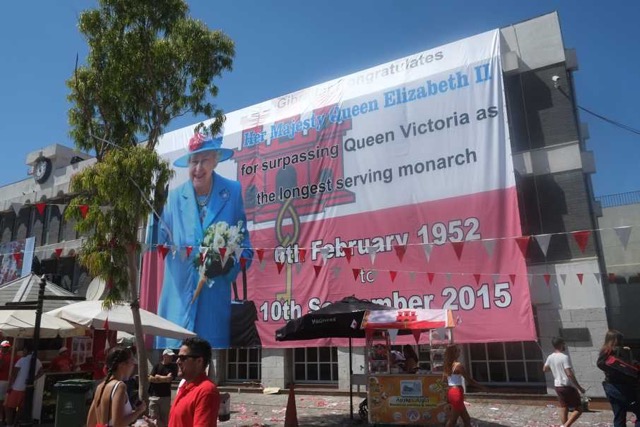 Congratulates
Her Majesty Queen Elizabeth II
for surpassing Queen Victoria as
the longest serving monarch
6th February 1952
to
10th September 2015